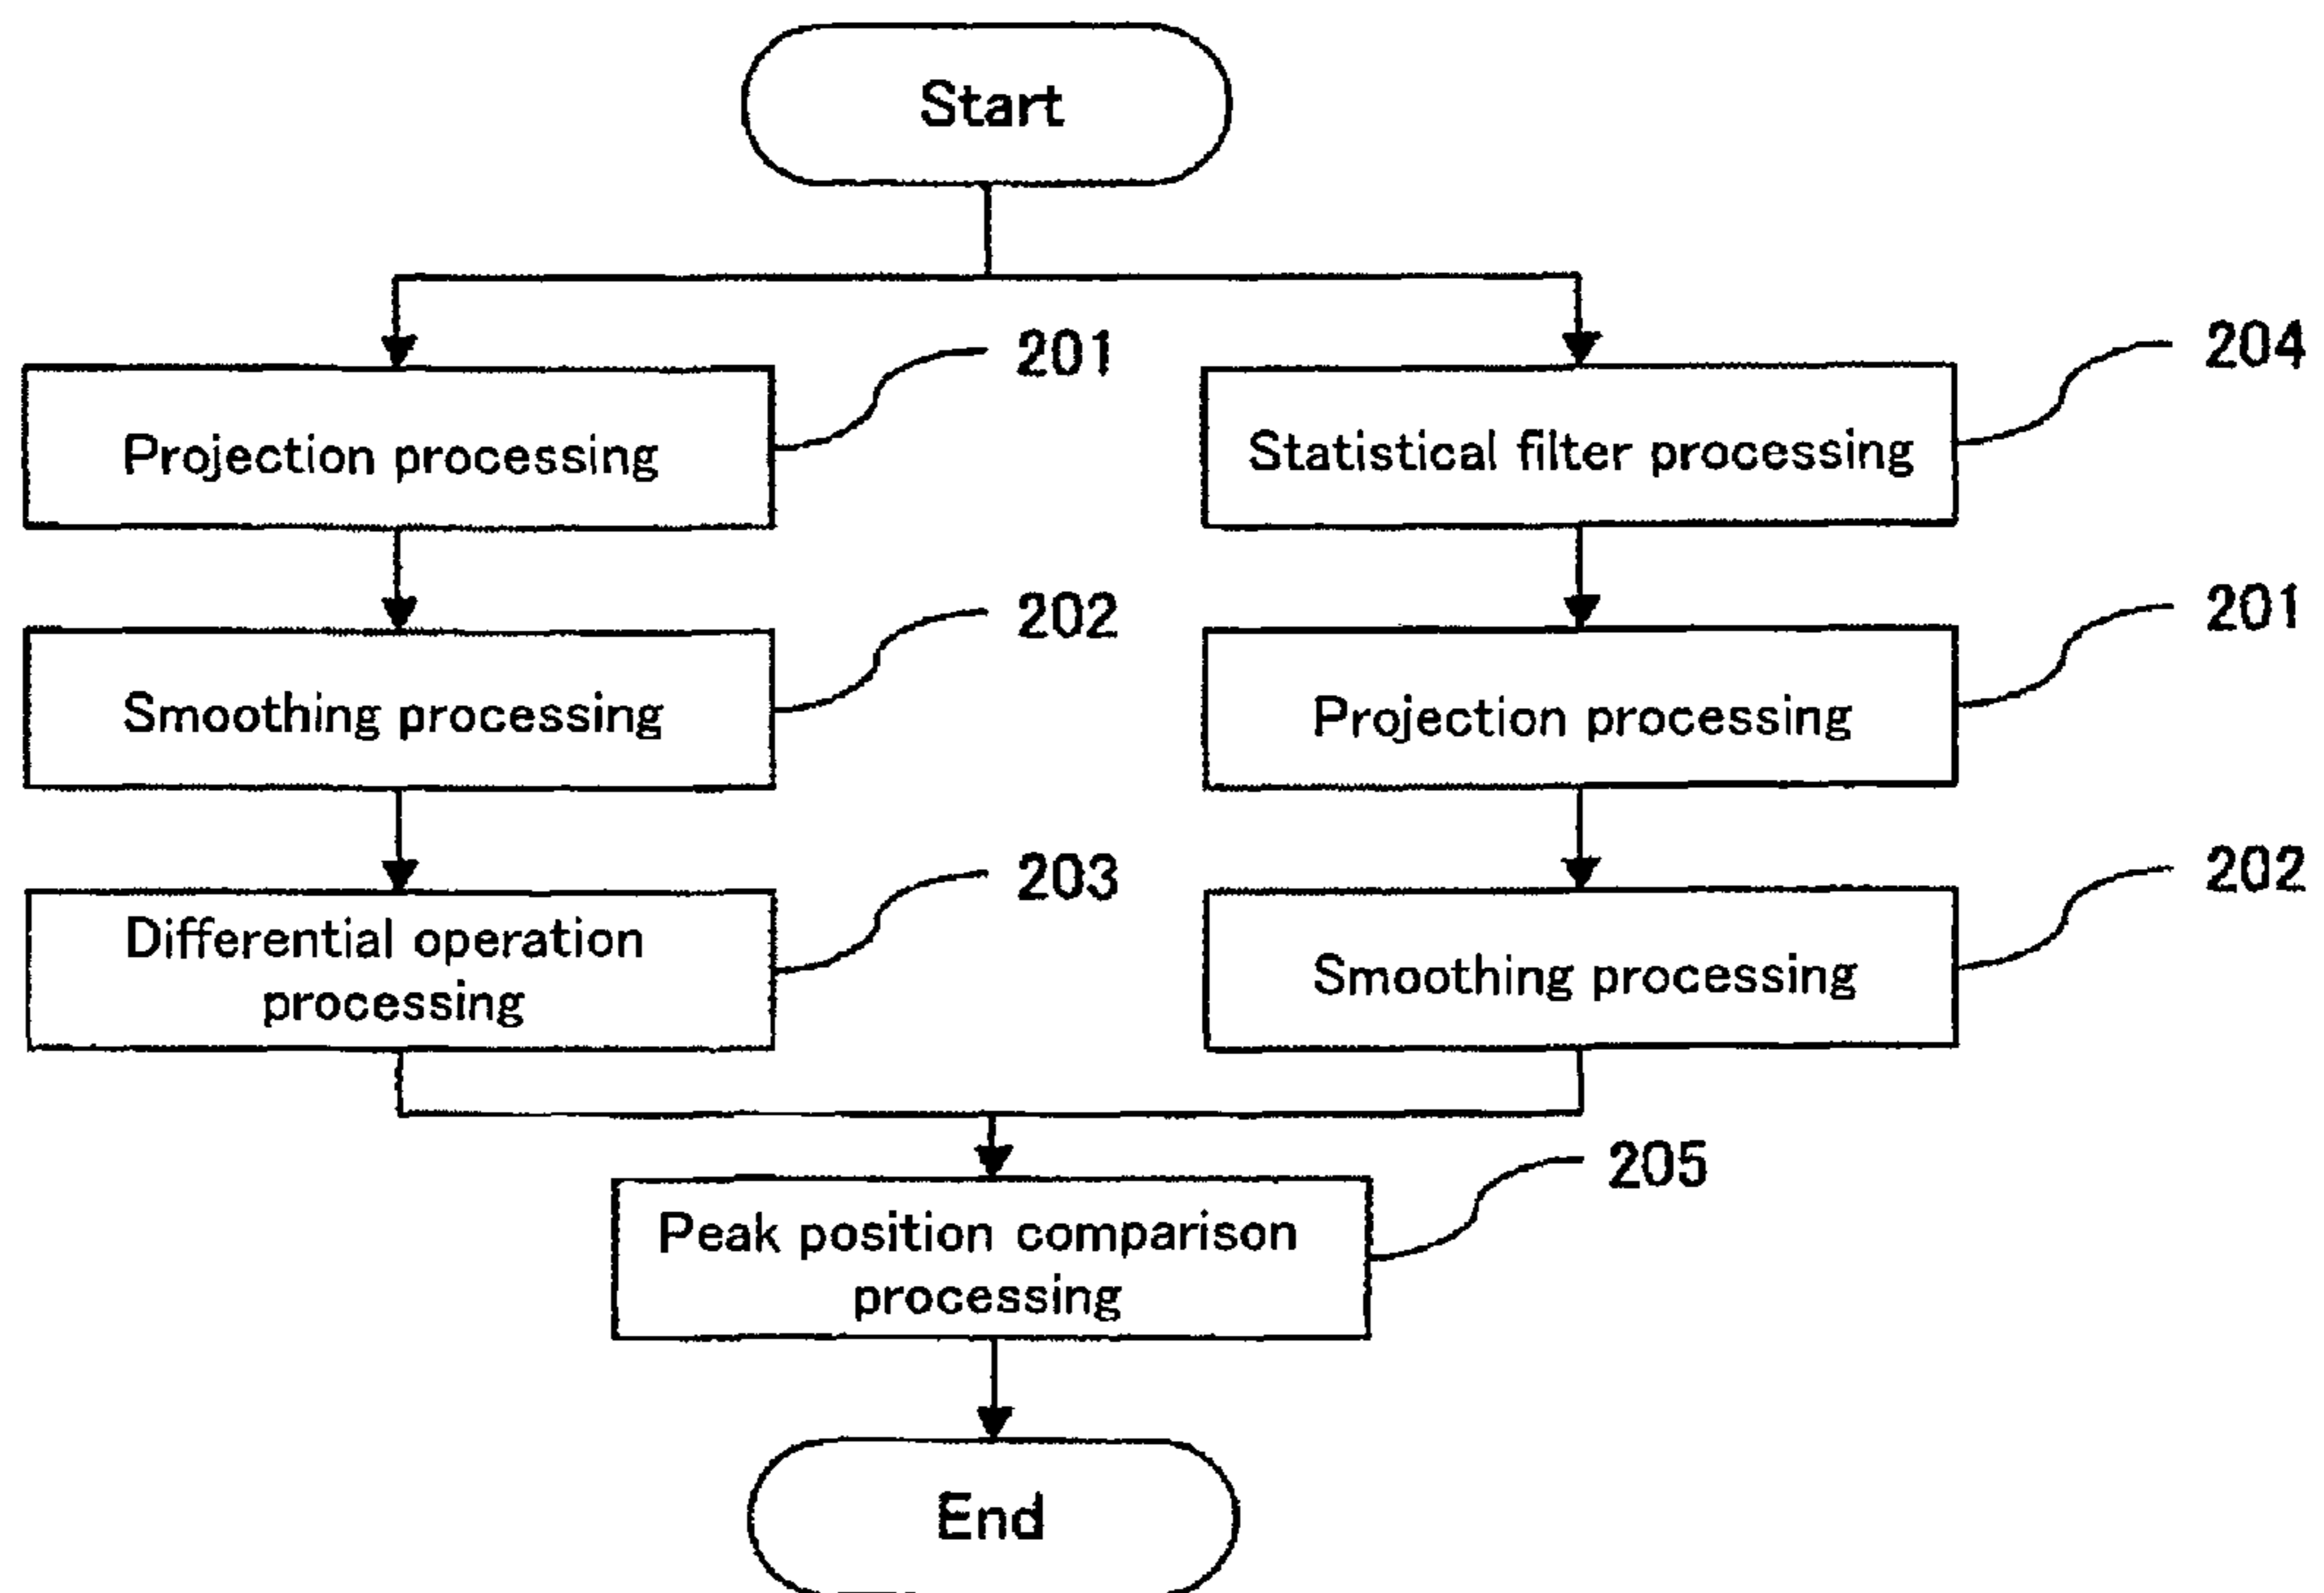 Start
Projection processing
201
Statistical filter processing
204
Smoothing processing
202
Projection processing
201
Differential operation
processing
203
Smoothing processing
202
Peak position comparison
processing
205
End